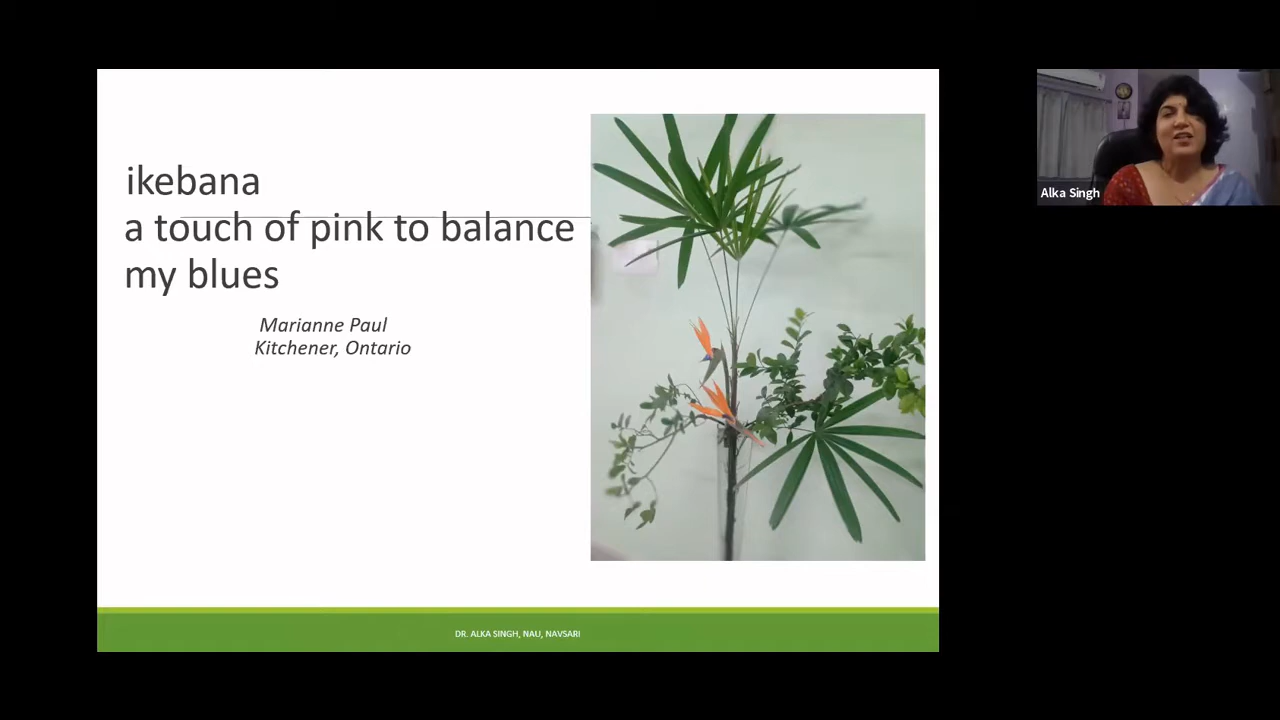 ikebana
a touch of pink to balance
my blues
Marianne Paul
Kitchener, Ontario
DR. ALKA SINGH, NAU, NAVSARI
Alka Singh